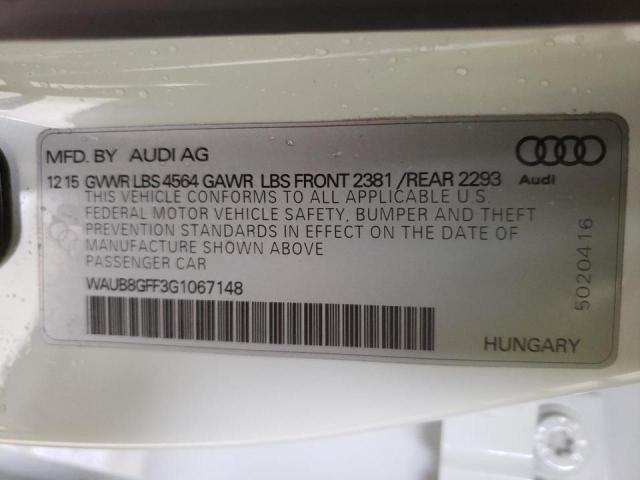 MFD. BY AUDI AG
12 15 GVWR LBS 4564 GAWR LBS FRONT 2381 /REAR 2293
THIS VEHICLE CONFORMS TO ALL APPLICABLE U.S.
FEDERAL MOTOR VEHICLE SAFETY, BUMPER AND THEFT
PREVENTION STANDARDS IN EFFECT ON THE DATE OF
MANUFACTURE SHOWN ABOVE
PASSENGER CAR
WAUB8GFF3G1067148
HUNGARY
Audi
5020416